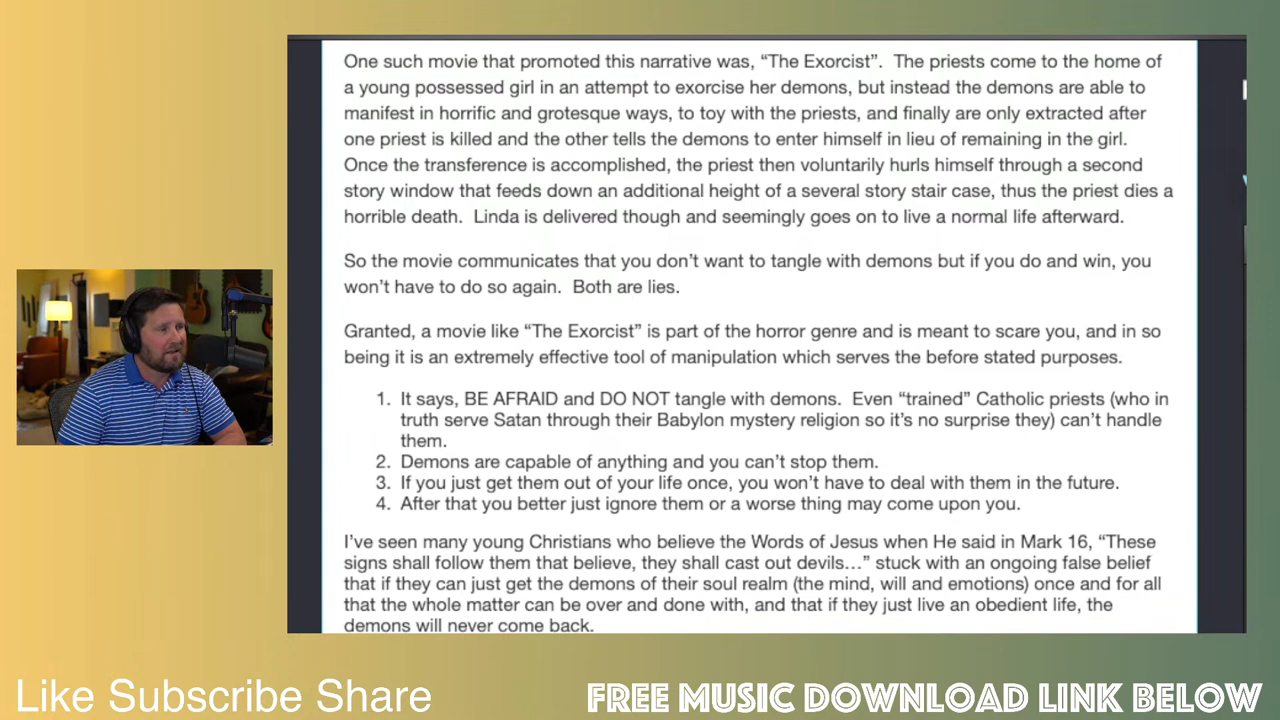 One such movie that promoted this narrative was, “The Exorcist”.  The priests come to the home of
a young possessed girl in an attempt to exorcise her demons, but instead the demons are able to
manifest in horrific and grotesque ways, to toy with the priests, and finally are only extracted after
one priest is killed and the other tells the demons to enter himself in lieu of remaining in the girl.
Once the transference is accomplished, the priest then voluntarily hurls himself through a second
story window that feeds down an additional height of a several story stair case, thus the priest dies a
horrible death.  Linda is delivered though and seemingly goes on to live a normal life afterward.
So the movie communicates that you don’t want to tangle with demons but if you do and win, you
won’t have to do so again.  Both are lies.
Granted, a movie like “The Exorcist” is part of the horror genre and is meant to scare you, and in so
being it is an extremely effective tool of manipulation which serves the before stated purposes.
1. It says, BE AFRAID and DO NOT tangle with demons.  Even “trained” Catholic priests (who in
truth serve Satan through their Babylon mystery religion so it’s no surprise they) can’t handle
them.
2. Demons are capable of anything and you can’t stop them.
3. If you just get them out of your life once, you won’t have to deal with them in the future.
4. After that you better just ignore them or a worse thing may come upon you.
I’ve seen many young Christians who believe the Words of Jesus when He said in Mark 16, “These
signs shall follow them that believe, they shall cast out devils…” stuck with an ongoing false belief
that if they can just get the demons of their soul realm (the mind, will and emotions) once and for all
that the whole matter can be over and done with, and that if they just live an obedient life, the
demons will never come back.
Like Subscribe Share
FREE MUSIC DOWNLOAD LINK BELOW